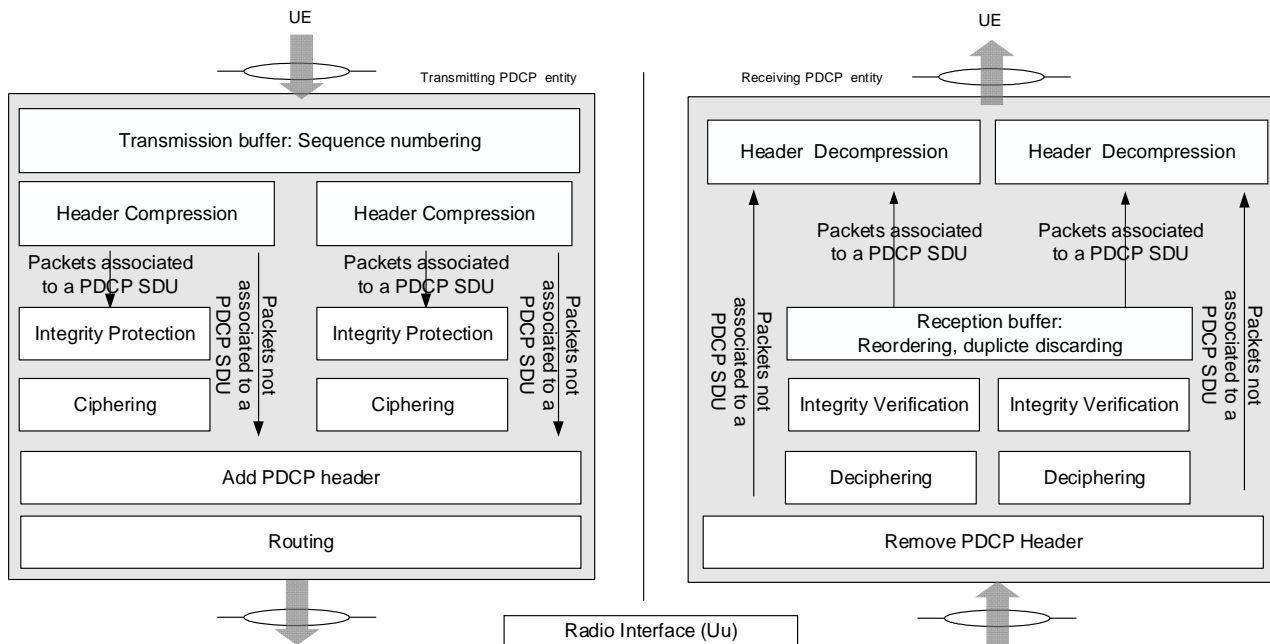 UE
Transmitting PDCP entity
Transmission buffer: Sequence numbering
Header Compression
Header Compression
Packets associated
to a PDCP SDU
Packets not
associated to a
PDCP SDU
Packets associated
to a PDCP SDU
Packets not
associated to a
PDCP SDU
Integrity Protection
Integrity Protection
Ciphering
Ciphering
Add PDCP header
Routing
UE
Receiving PDCP entity
Header Decompression
Header Decompression
Packets associated
to a PDCP SDU
Packets associated
to a PDCP SDU
Packets not
associated to a
PDCP SDU
Packets not
associated to a
PDCP SDU
Reception buffer:
Reordering, duplicte discarding
Integrity Verification
Integrity Verification
Deciphering
Deciphering
Remove PDCP Header
Radio Interface (Uu)